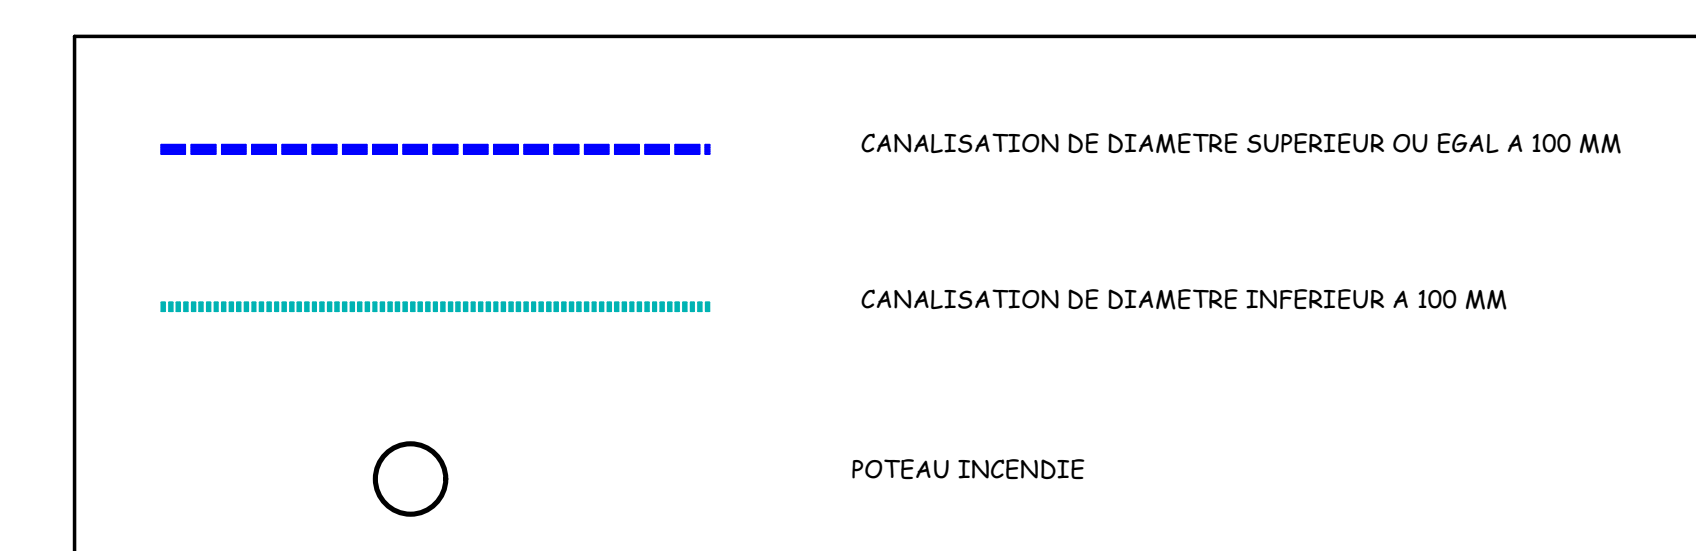 CANALISATION DE DIAMETRE SUPERIEUR OU EGAL A 100 MM
CANALISATION DE DIAMETRE INFERIEUR A 100 MM
POTEAU INCENDIE